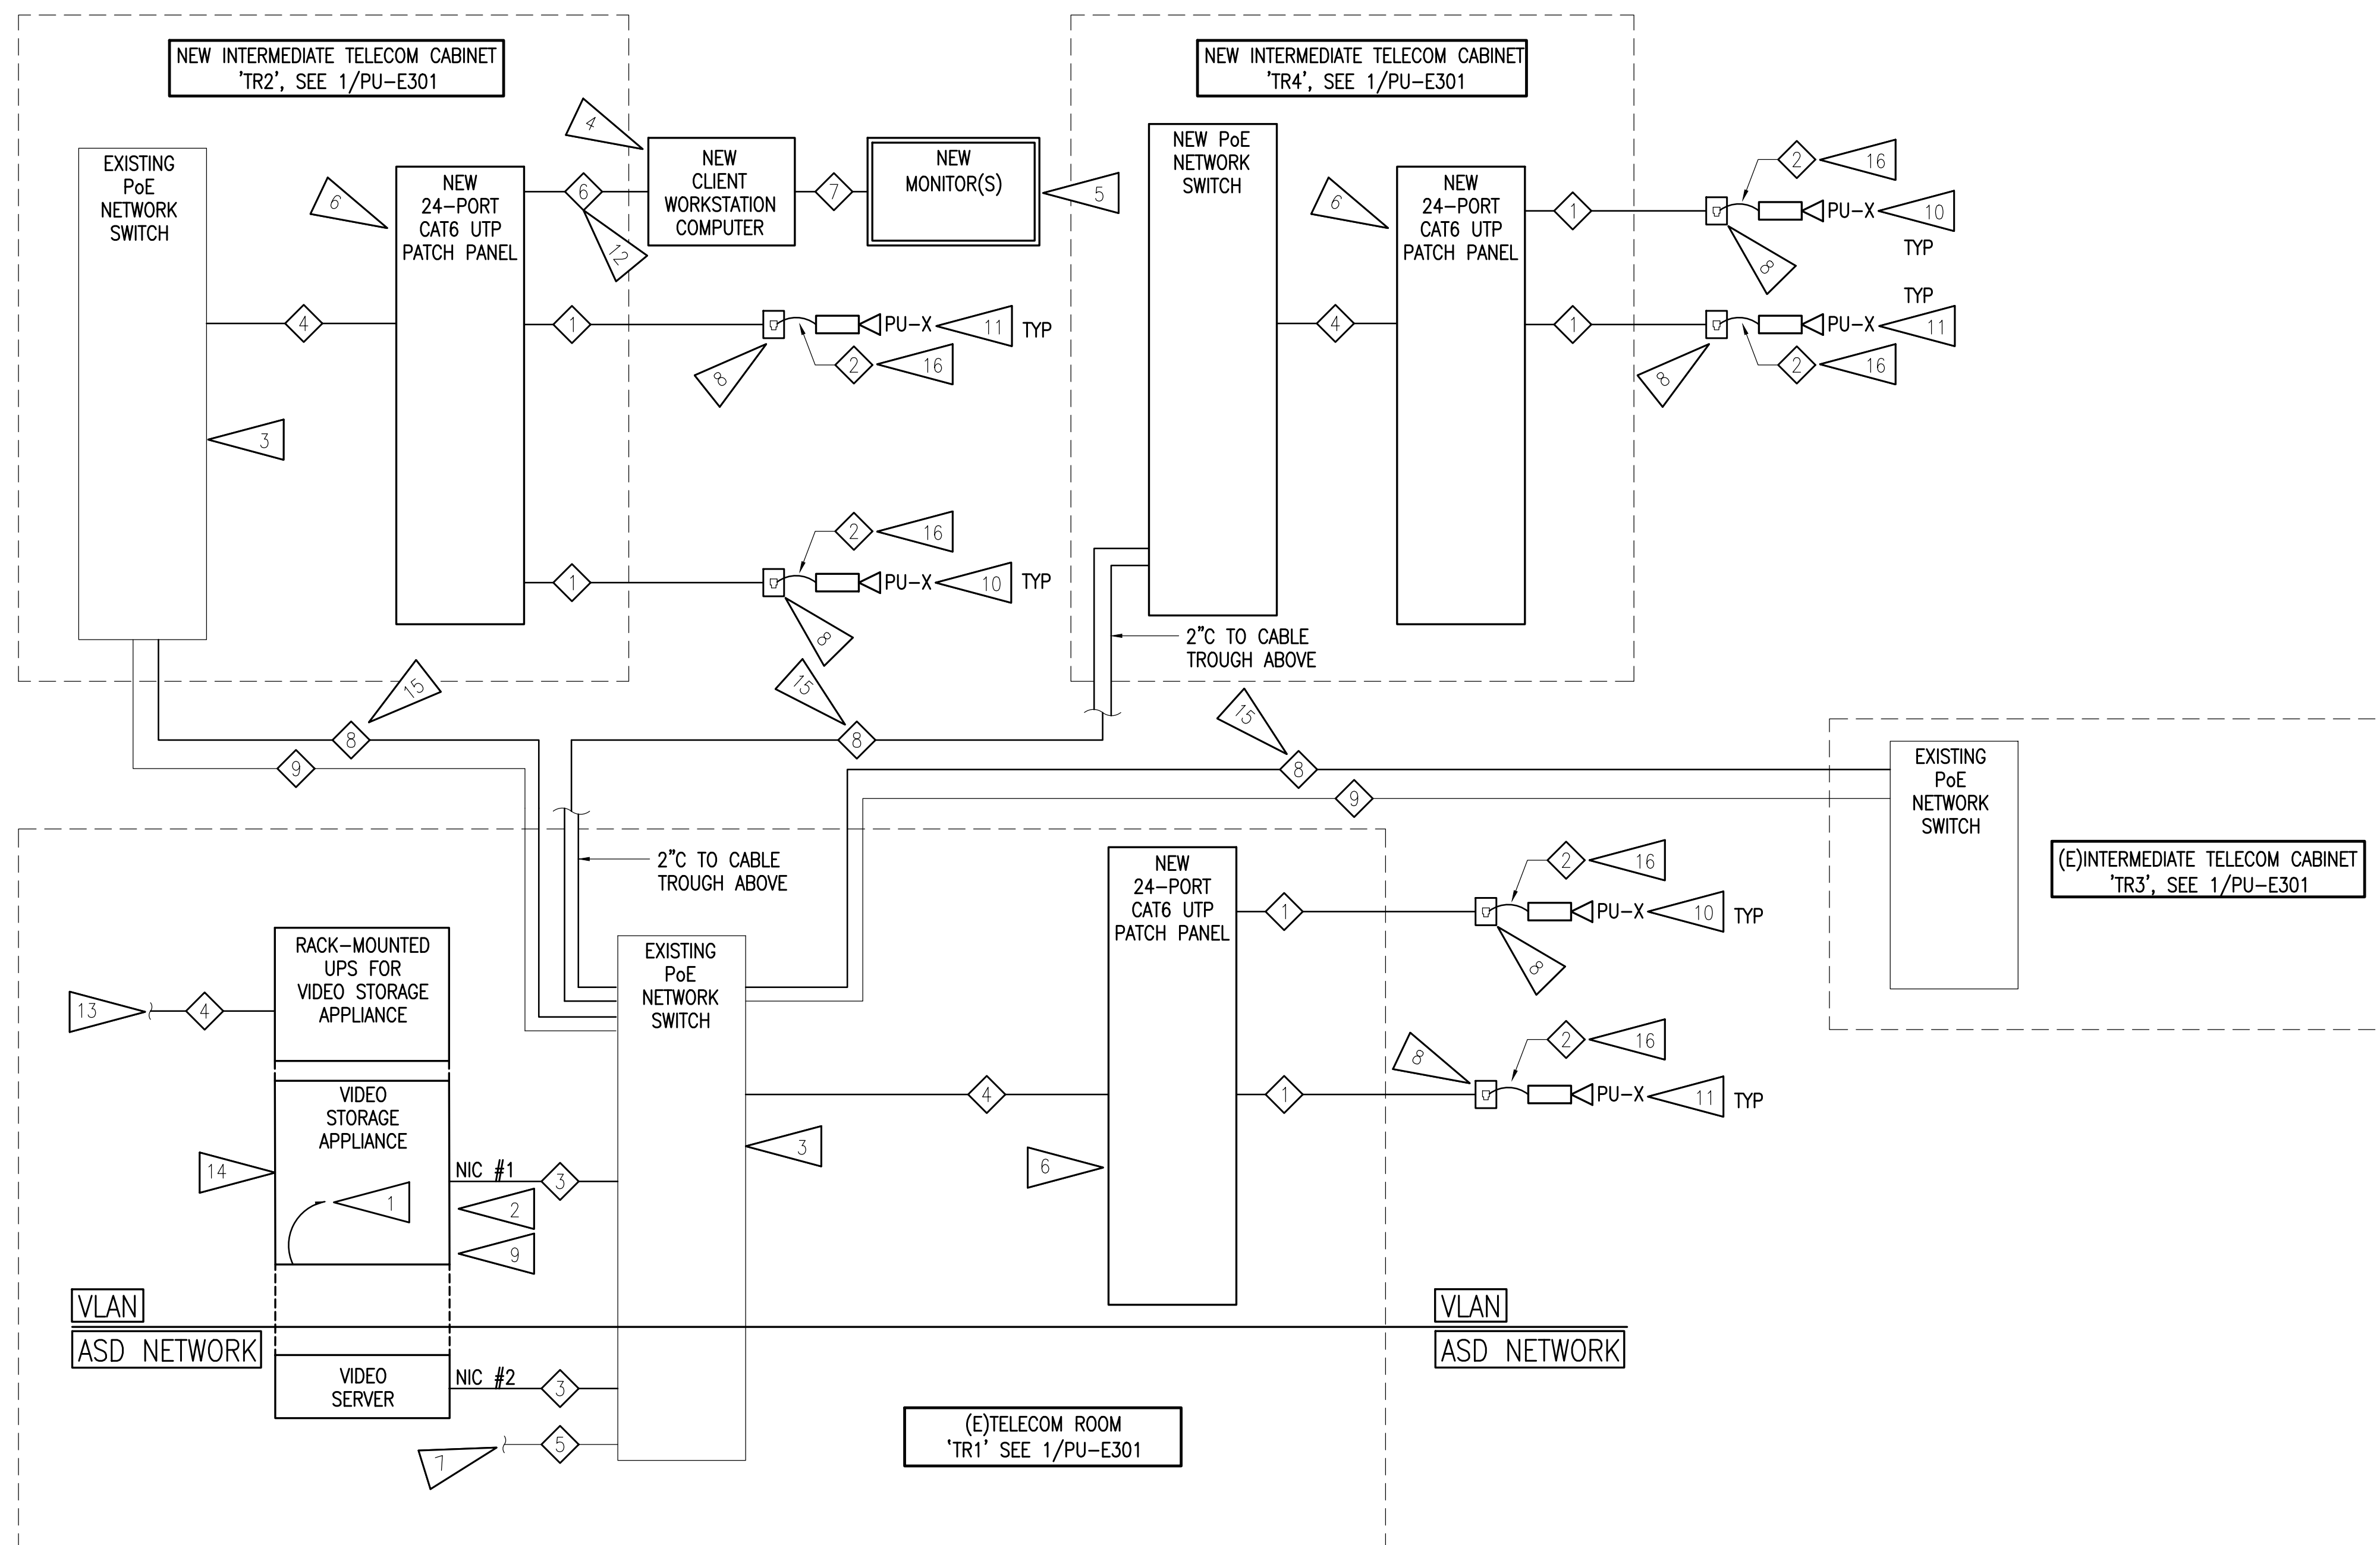 NEW INTERMEDIATE TELECOM CABINET
'TR2', SEE 1/PU-E301
EXISTING
PoE
NETWORK
SWITCH
3
4
6
NEW
24-PORT
CAT6 UTP
PATCH PANEL
4
6
12
NEW
CLIENT
WORKSTATION
COMPUTER
7
NEW
MONITOR(S)
5
1
8
PU-X
11
TYP
2
16
2
16
1
PU-X
10
TYP
8
NEW INTERMEDIATE TELECOM CABINET
'TR4', SEE 1/PU-E301
NEW PoE
NETWORK
SWITCH
4
6
NEW
24-PORT
CAT6 UTP
PATCH PANEL
2
16
1
PU-X
10
TYP
8
TYP
1
PU-X
11
8
2
16
2"C TO CABLE
TROUGH ABOVE
15
8
9
15
8
15
8
9
EXISTING
PoE
NETWORK
SWITCH
(E)INTERMEDIATE TELECOM CABINET
'TR3', SEE 1/PU-E301
2"C TO CABLE
TROUGH ABOVE
RACK-MOUNTED
UPS FOR
VIDEO STORAGE
APPLIANCE
13
4
VIDEO
STORAGE
APPLIANCE
14
1
NIC #1
3
2
9
EXISTING
PoE
NETWORK
SWITCH
3
4
6
NEW
24-PORT
CAT6 UTP
PATCH PANEL
2
16
1
PU-X
10
TYP
8
8
2
16
1
PU-X
11
TYP
VLAN
ASD NETWORK
VLAN
ASD NETWORK
VIDEO
SERVER
NIC #2
3
5
7
(E)TELECOM ROOM
'TR1' SEE 1/PU-E301